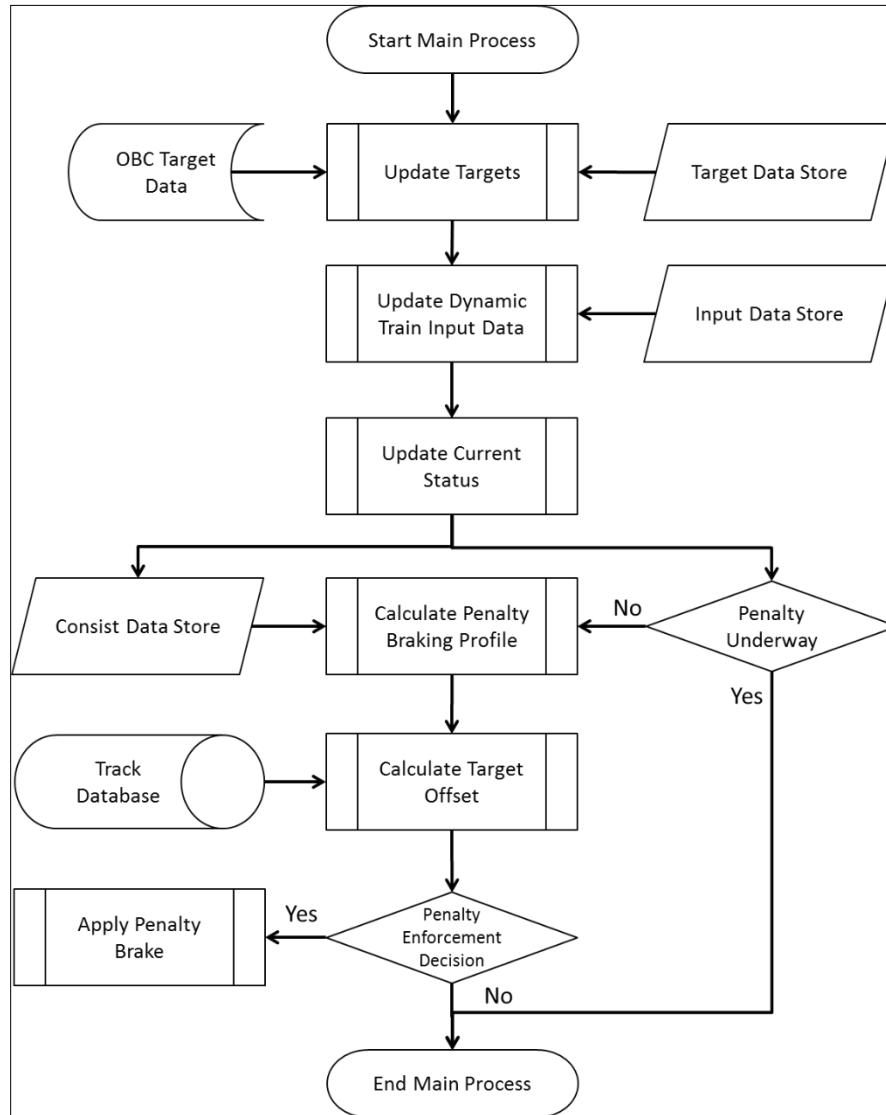 Start Main Process
OBC Target
Data
Update Targets
Target Data Store
Update Dynamic
Train Input Data
Input Data Store
Update Current
Status
Consist Data Store
Calculate Penalty
Braking Profile
No
Penalty
Underway
Yes
Track
Database
Calculate Target
Offset
Apply Penalty
Brake
Yes
Penalty
Enforcement
Decision
No
End Main Process